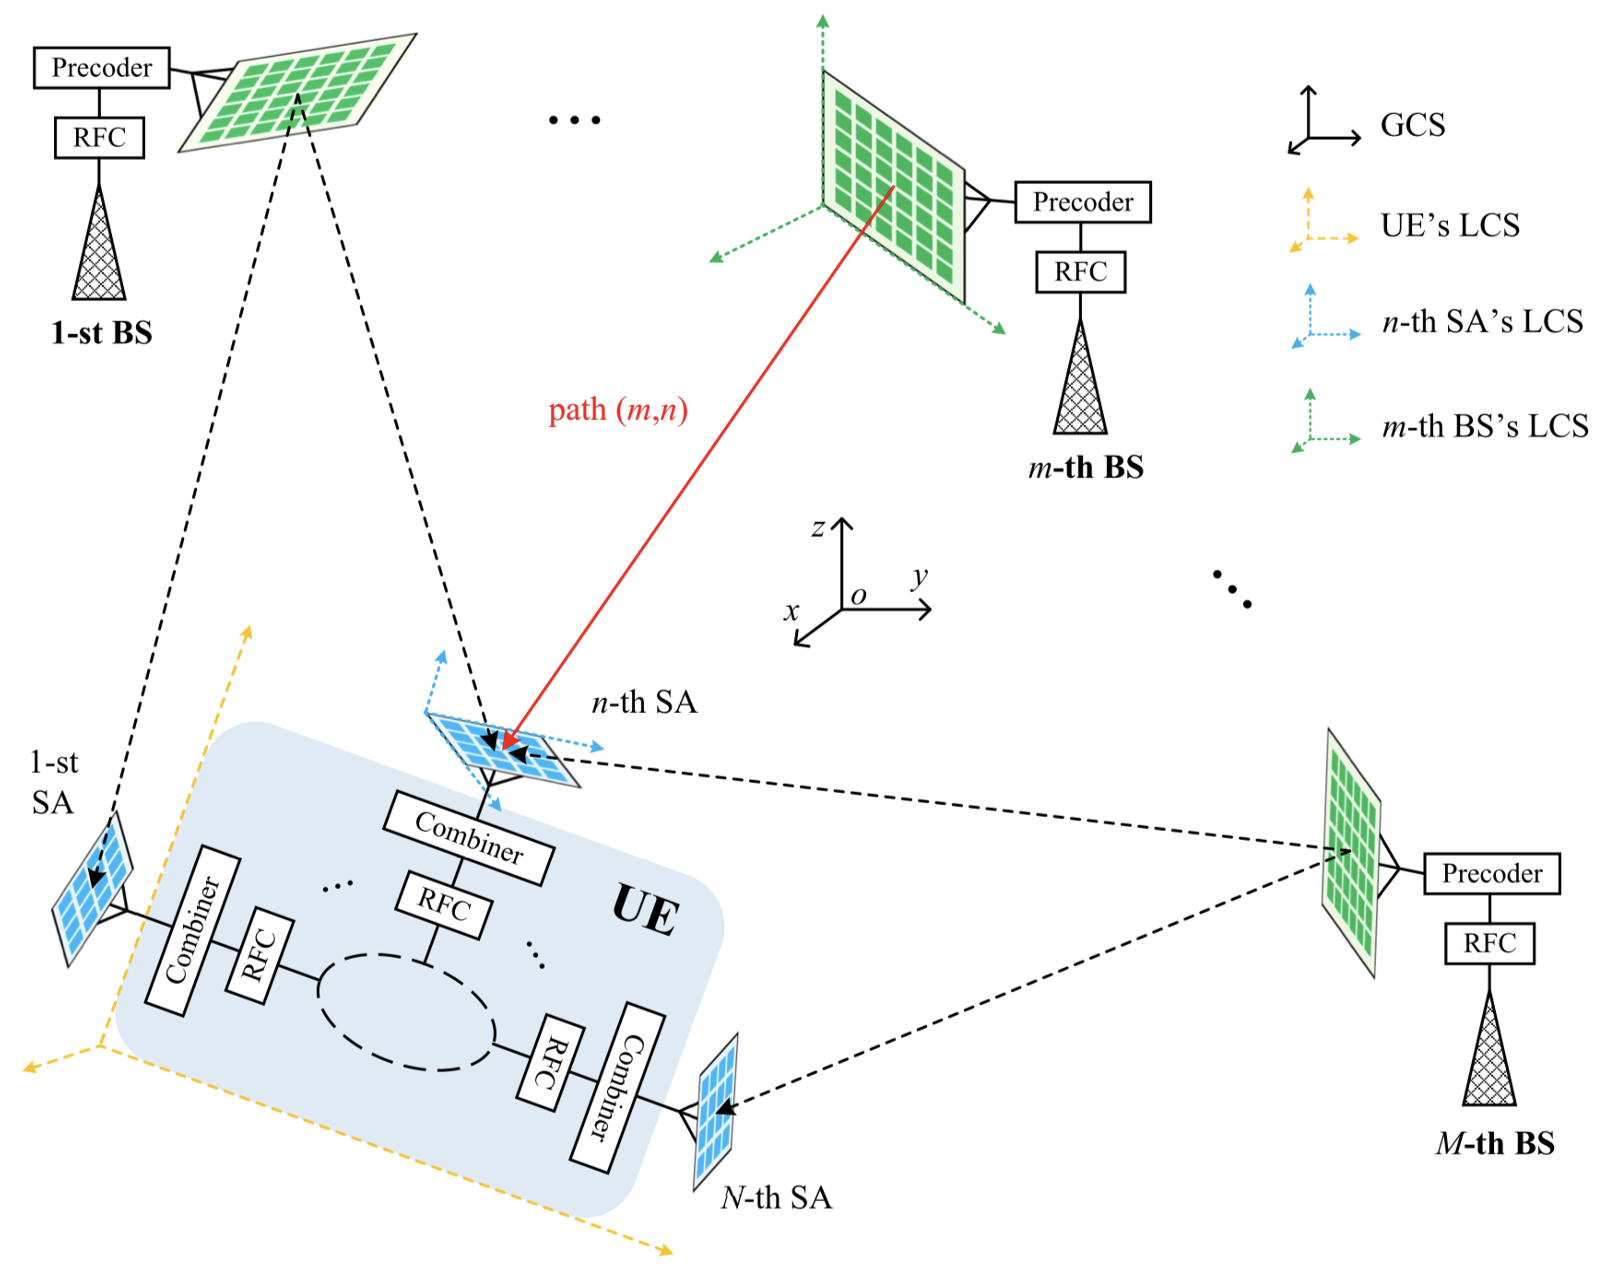 Precoder
RFC
1-st BS
...
Precoder
RFC
m-th BS
GCS
UE's LCS
n-th SA's LCS
m-th BS's LCS
path (m,n)
z
y
x
o
...
n-th SA
1-st
SA
Combiner
RFC
...
Combiner
RFC
UE
...
RFC
Combiner
N-th SA
Precoder
RFC
M-th BS